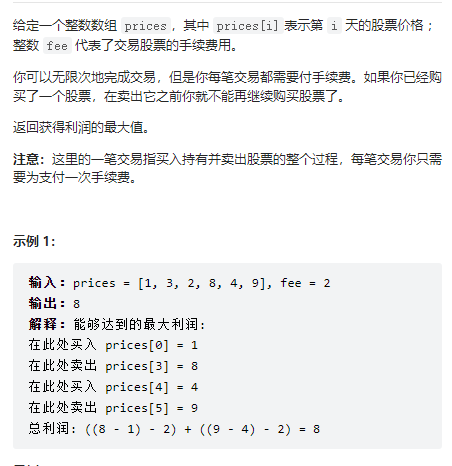 给定一个整数数组 prices，其中 prices[i] 表示第 i 天的股票价格；
整数 fee 代表了交易股票的手续费用。
你可以无限次地完成交易，但是你每笔交易都需要付手续费。如果你已经购
买了一个股票，在卖出它之前你就不能再继续购买股票了。
返回获得利润的最大值。
注意：这里的一笔交易指买入持有并卖出股票的整个过程，每笔交易你只需
要为支付一次手续费。
示例 1：
输入：prices = [1, 3, 2, 8, 4, 9], fee = 2
输出：8
解释：能够达到的最大利润:
在此处买入 prices[0] = 1
在此处卖出 prices[3] = 8
在此处买入 prices[4] = 4
在此处卖出 prices[5] = 9
总利润: ((8 - 1) - 2) + ((9 - 4) - 2) = 8